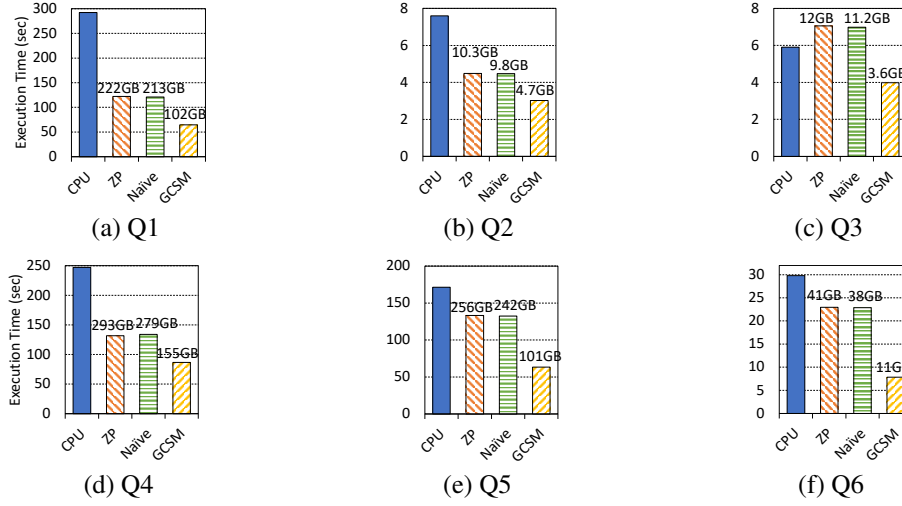 Execution Time (sec)
300
250
200
150
100
50
0
222GB
213GB
102GB
CPU
ZP
Naïve
GCSM
(a) Q1
8
6
4
2
0
10.3GB
9.8GB
4.7GB
CPU
ZP
Naïve
GCSM
(b) Q2
8
6
4
2
0
12GB
11.2GB
3.6GB
CPU
ZP
Naïve
GCSM
(c) Q3
Execution Time (sec)
250
200
150
100
50
0
293GB
279GB
155GB
CPU
ZP
Naïve
GCSM
(d) Q4
200
150
100
50
0
256GB
242GB
101GB
CPU
ZP
Naïve
GCSM
(e) Q5
30
25
20
15
10
5
0
41GB
38GB
11G
CPU
ZP
Naïve
GCSM
(f) Q6